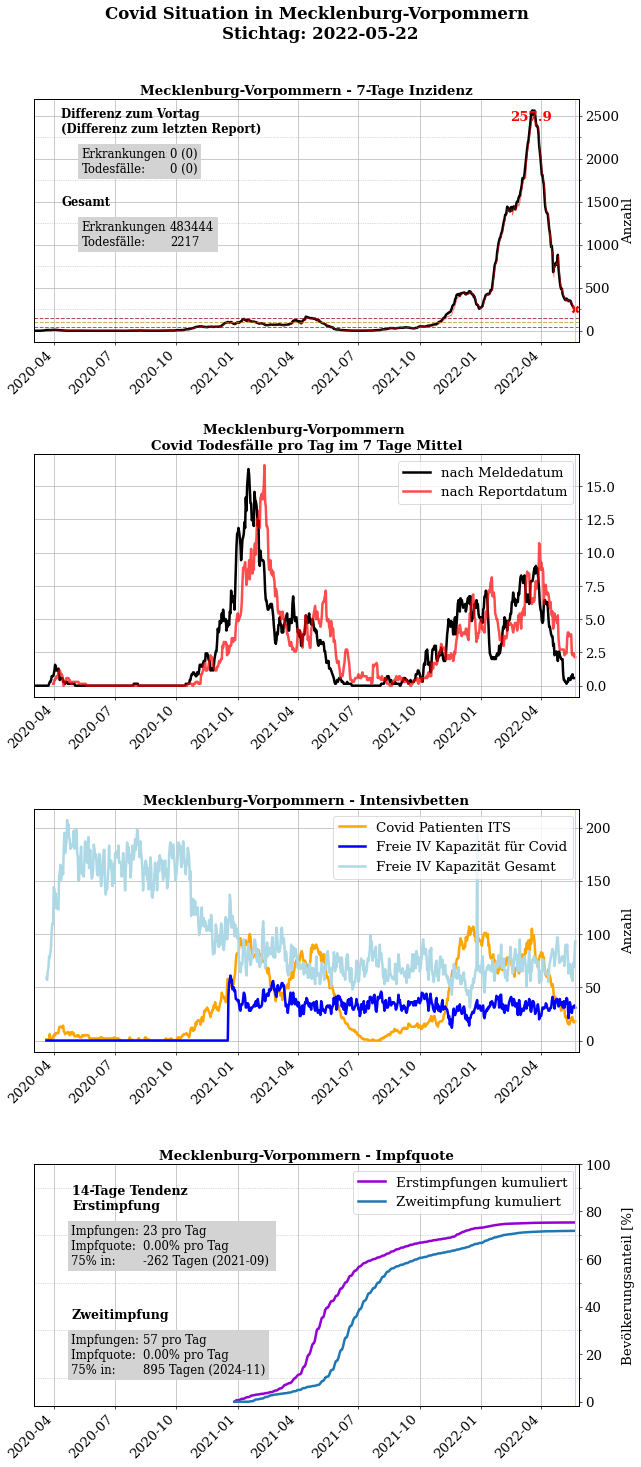 Covid Situation in Mecklenburg-Vorpommern
Stichtag: 2022-05-22
Mecklenburg-Vorpommern - 7-Tage Inzidenz
Differenz zum Vortag
(Differenz zum letzten Report)
Erkrankungen 0 (0)
Todesfälle: 0 (0)
Gesamt
Erkrankungen 483444
Todesfälle: 2217
2500
2000
1500
1000
500
0
Anzahl
2020-04
2020-07
2020-10
2021-01
2021-04
2021-07
2021-10
2022-01
2022-04
Mecklenburg-Vorpommern
Covid Todesfälle pro Tag im 7 Tage Mittel
nach Meldedatum
nach Reportdatum
15.0
12.5
10.0
7.5
5.0
2.5
0.0
2020-04
2020-07
2020-10
2021-01
2021-04
2021-07
2021-10
2022-01
2022-04
Mecklenburg-Vorpommern - Intensivbetten
Covid Patienten ITS
Freie IV Kapazität für Covid
Freie IV Kapazität Gesamt
200
150
100
50
0
Anzahl
2020-04
2020-07
2020-10
2021-01
2021-04
2021-07
2021-10
2022-01
2022-04
Mecklenburg-Vorpommern - Impfquote
14-Tage Tendenz
Erstimpfung
Impfungen: 23 pro Tag
Impfquote: 0.00% pro Tag
75% in: -262 Tagen (2021-09)
Zweitimpfung
Impfungen: 57 pro Tag
Impfquote: 0.00% pro Tag
75% in: 895 Tagen (2024-11)
Erstimpfungen kumuliert
Zweitimpfung kumuliert
100
80
60
40
20
0
Bevölkerungsanteil [%]
2020-04
2020-07
2020-10
2021-01
2021-04
2021-07
2021-10
2022-01
2022-04